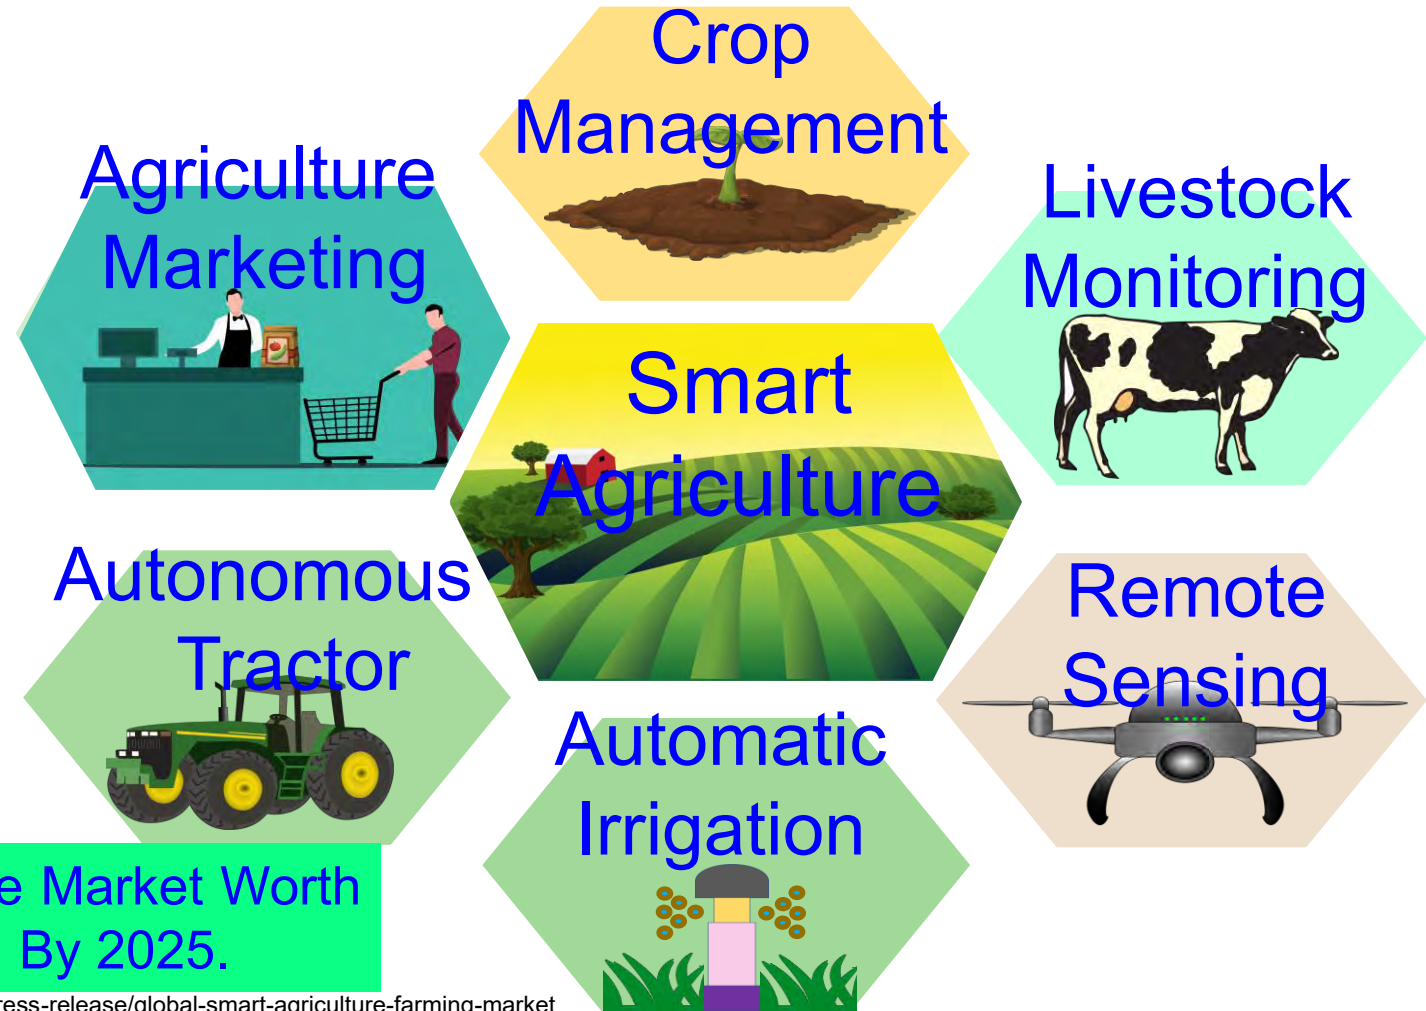 Crop
Management
Agriculture
Marketing
Livestock
Monitoring
Smart
Agriculture
Autonomous
Tractor
Remote
Sensing
Automatic
Irrigation
e Market Worth
By 2025.
ress-release/global-smart-agriculture-farming-market